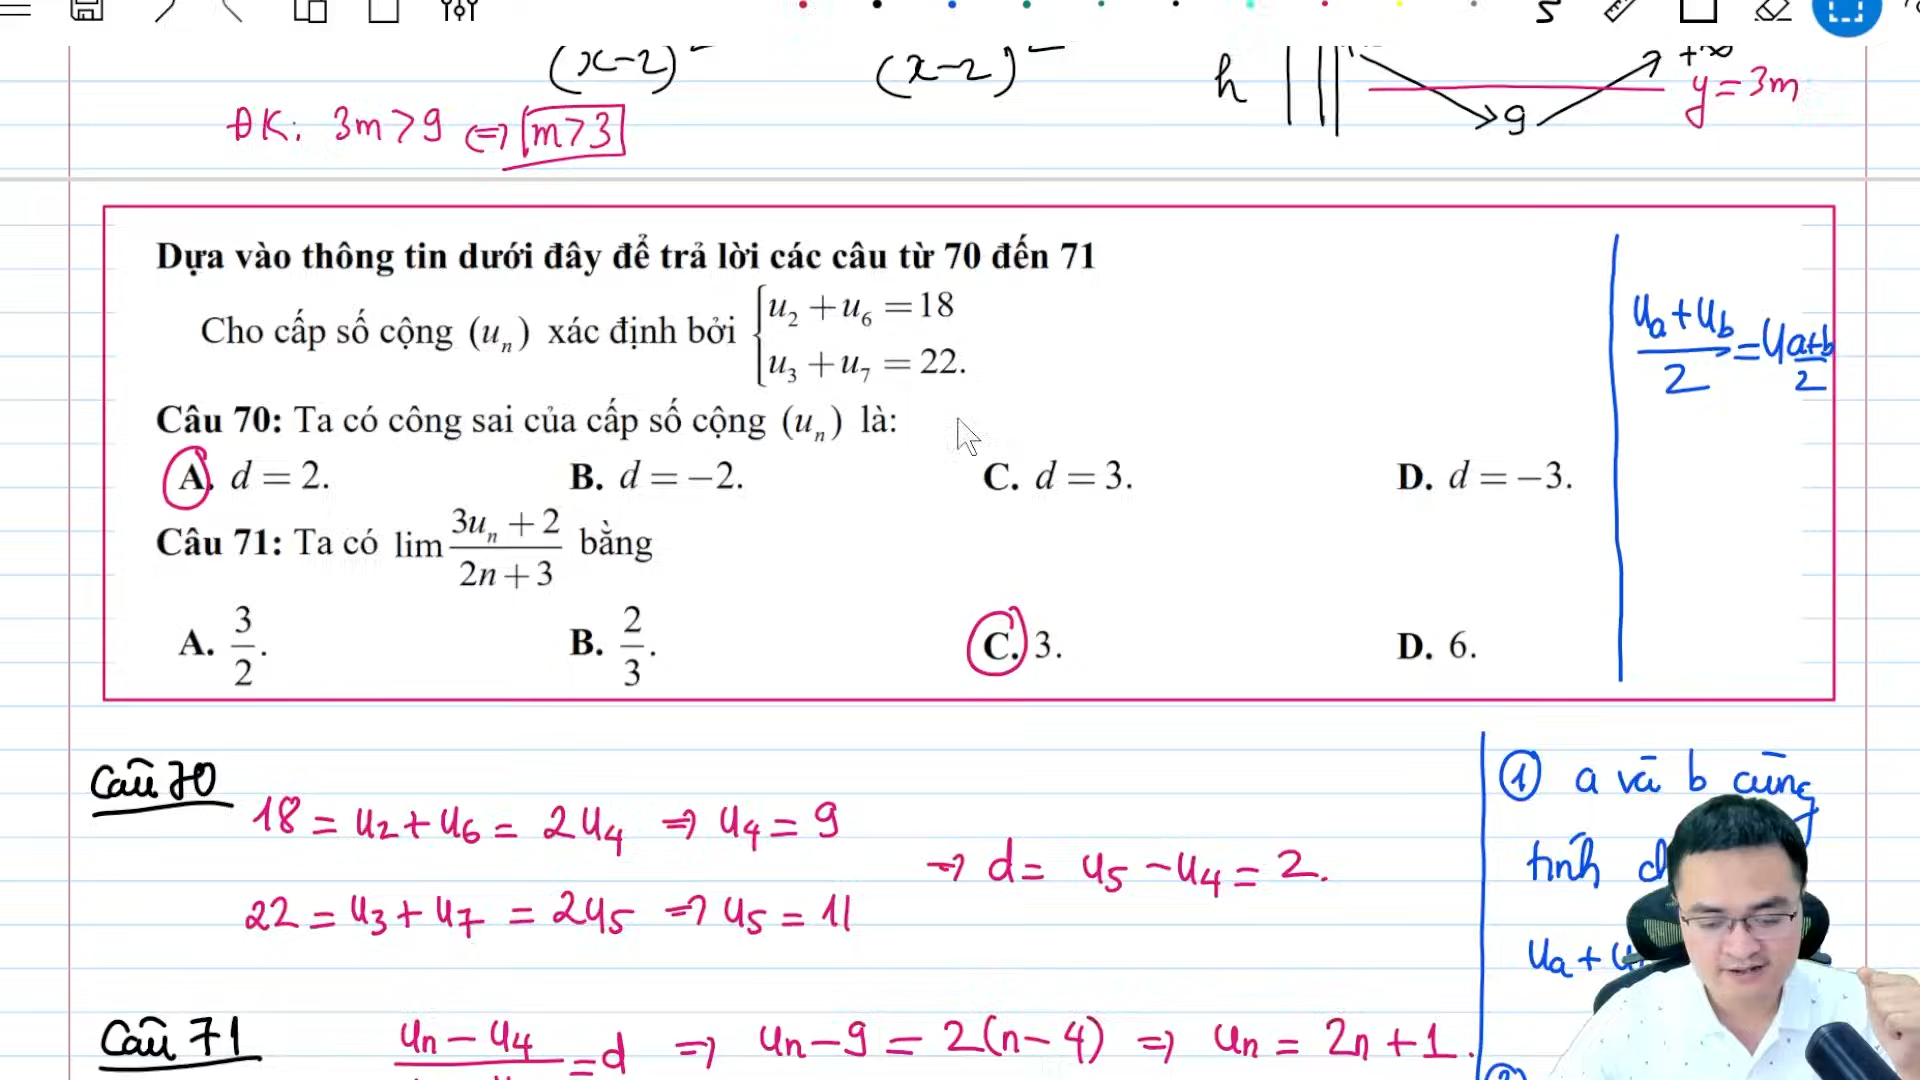 (x-2)² (x-2)²
h +∞
9 y = 3m
ĐK: 3m > 9 <=> m > 3
Dựa vào thông tin dưới đây để trả lời các câu từ 70 đến 71
Cho cấp số cộng (uₙ) xác định bởi { u₂ + u₆ = 18
u₃ + u₇ = 22.
(uₐ + u_b)/2 = u_((a+b)/2)
Câu 70: Ta có công sai của cấp số cộng (uₙ) là:
A. d = 2. B. d = −2. C. d = 3. D. d = −3.
Câu 71: Ta có lim (3uₙ + 2)/(2n + 3) bằng
A. 3/2. B. 2/3. C. 3. D. 6.
Câu 70
18 = u₂ + u₆ = 2u₄ => u₄ = 9
22 = u₃ + u₇ = 2u₅ => u₅ = 11
=> d = u₅ − u₄ = 2.
① a và b cùng
tính
uₐ +
Câu 71
uₙ − u₄ = d => uₙ − 9 = 2(n − 4) => uₙ = 2n + 1.